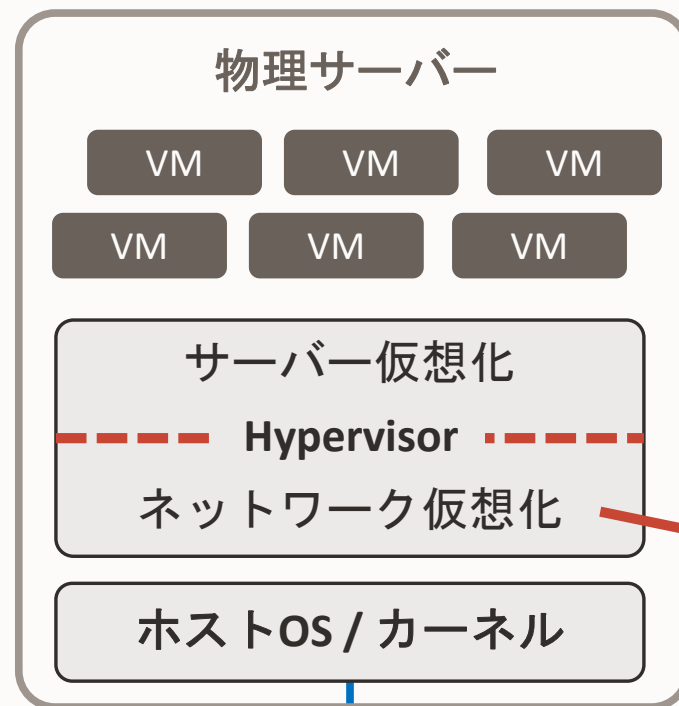 物理サーバー
VM VM VM
VM VM VM
サーバー仮想化
Hypervisor
ネットワーク仮想化
ホストOS / カーネル